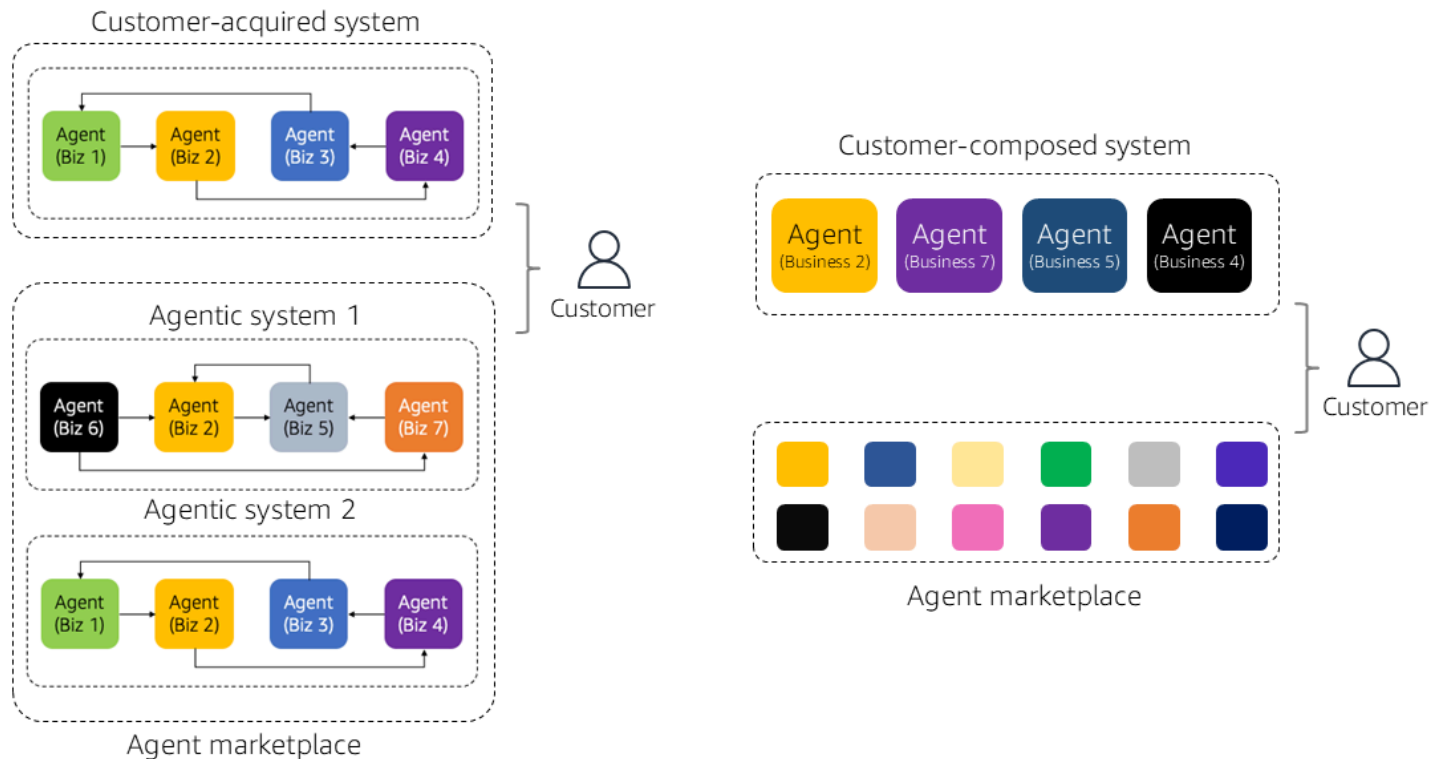 Customer-acquired system
Agent
(Biz 1)
Agent
(Biz 2)
Agent
(Biz 3)
Agent
(Biz 4)
Customer
Agentic system 1
Agent
(Biz 6)
Agent
(Biz 2)
Agent
(Biz 5)
Agent
(Biz 7)
Agentic system 2
Agent
(Biz 1)
Agent
(Biz 2)
Agent
(Biz 3)
Agent
(Biz 4)
Agent marketplace
Customer-composed system
Agent
(Business 2)
Agent
(Business 7)
Agent
(Business 5)
Agent
(Business 4)
Customer
Agent marketplace